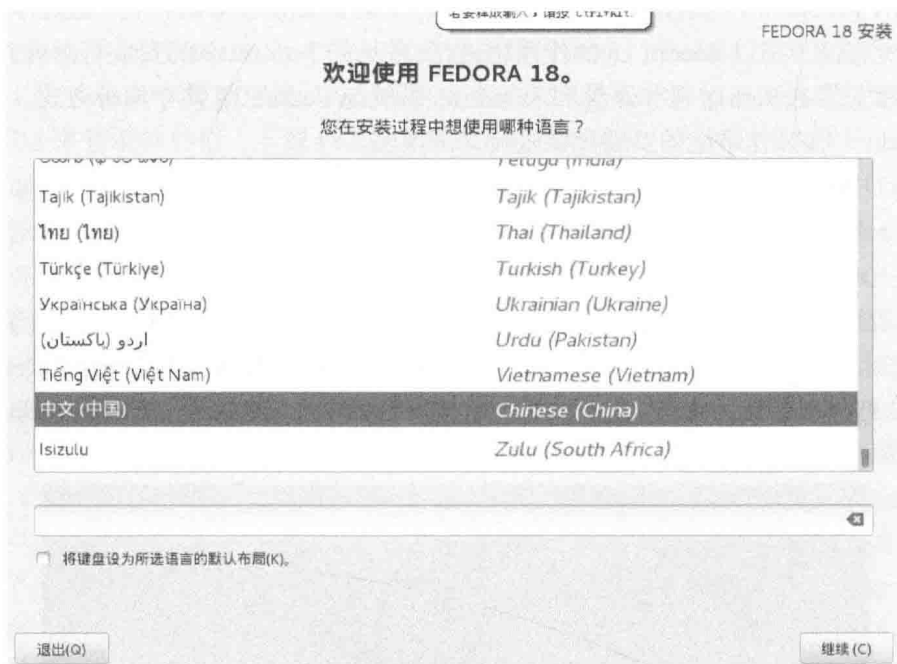 FEDORA 18 安装
欢迎使用 FEDORA 18。
您在安装过程中想使用哪种语言？
Telugu (India)
Tajik (Tajikistan) Tajik (Tajikistan)
ไทย (ไทย) Thai (Thailand)
Türkçe (Türkiye) Turkish (Turkey)
Українська (Україна) Ukrainian (Ukraine)
اردو (پاکستان) Urdu (Pakistan)
Tiếng Việt (Việt Nam) Vietnamese (Vietnam)
中文 (中国) Chinese (China)
Isizulu Zulu (South Africa)
将键盘设为所选语言的默认布局(K)。
退出(Q) 继续 (C)